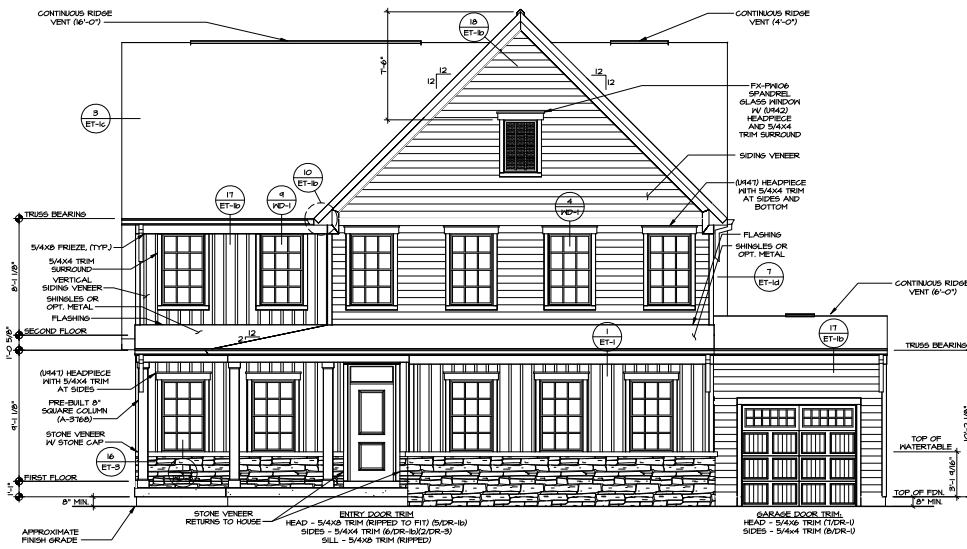 CONTINUOUS RIDGE
VENT (16'-0")
18
ET-1b
CONTINUOUS RIDGE
VENT (4'-0")
7'-6"
12
12
12
12
3
ET-1c
FX-PW106
SPANDREL
GLASS WINDOW
W/ (U942)
HEADPIECE
AND 5/4X4
TRIM SURROUND
SIDING VENEER
10
ET-1b
17
ET-1b
9
WD-1
4
WD-1
(U947) HEADPIECE
WITH 5/4X4 TRIM
AT SIDES AND
BOTTOM
TRUSS BEARING
5/4X8 FRIEZE, (TYP.)
5/4X4 TRIM
SURROUND
VERTICAL
SIDING VENEER
SHINGLES OR
OPT. METAL
FLASHING
FLASHING
SHINGLES OR
OPT. METAL
7
ET-1d
8'-1 1/8"
CONTINUOUS RIDGE
VENT (6'-0")
SECOND FLOOR
1'-0 5/8"
12
2
1
ET-1
17
ET-1b
TRUSS BEARING
(U947) HEADPIECE
WITH 5/4X4 TRIM
AT SIDES
PRE-BUILT 8"
SQUARE COLUMN
(A-3768)
9'-1 1/8"
STONE VENEER
W/ STONE CAP
16
ET-3
TOP OF
WATERTABLE
3'-1 9/16"
FIRST FLOOR
1'-1"
TOP OF FDN.
8" MIN.
8" MIN.
APPROXIMATE
FINISH GRADE
STONE VENEER
RETURNS TO HOUSE
ENTRY DOOR TRIM
HEAD - 5/4X8 TRIM (RIPPED TO FIT) (5/DR-1b)
SIDES - 5/4X4 TRIM (6/DR-1b)(2/DR-3)
SILL - 5/4X8 TRIM (RIPPED)
GARAGE DOOR TRIM:
HEAD - 5/4X6 TRIM (7/DR-1)
SIDES - 5/4x4 TRIM (8/DR-1)